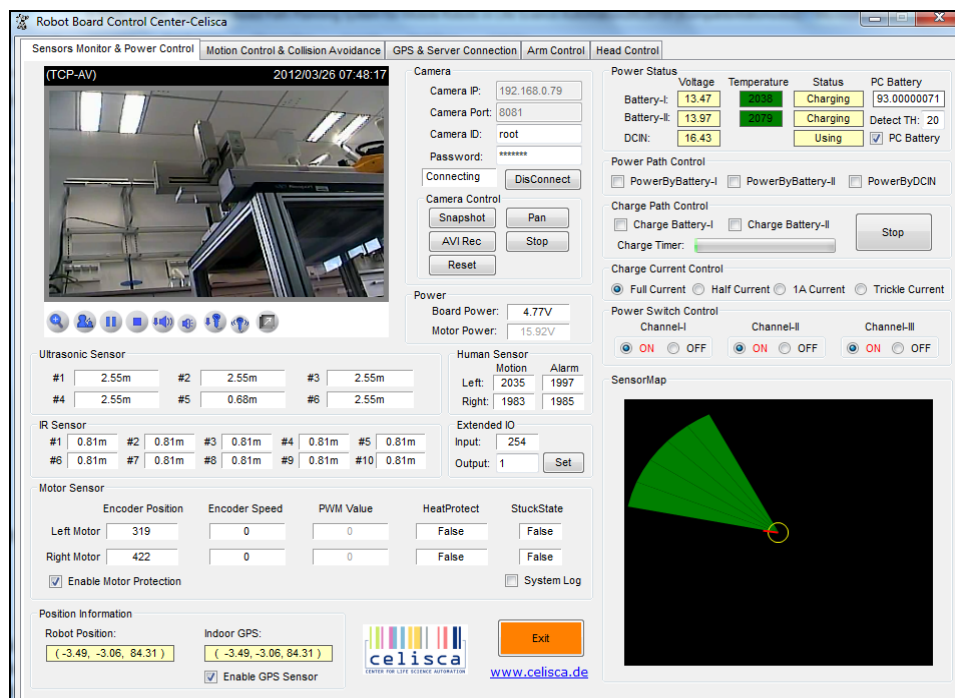 Robot Board Control Center-Celisca
Sensors Monitor & Power Control
Motion Control & Collision Avoidance
GPS & Server Connection
Arm Control
Head Control
(TCP-AV) 2012/03/26 07:48:17
Camera
Camera IP: 192.168.0.79
Camera Port: 8081
Camera ID: root
Password: *******
Connecting DisConnect
Camera Control
Snapshot Pan
AVI Rec Stop
Reset
Power
Board Power: 4.77V
Motor Power: 15.92V
Power Status
Voltage Temperature Status PC Battery
Battery-I: 13.47 2038 Charging 93.00000071
Battery-II: 13.97 2079 Charging Detect TH: 20
DCIN: 16.43 Using PC Battery
Power Path Control
PowerByBattery-I PowerByBattery-II PowerByDCIN
Charge Path Control
Charge Battery-I Charge Battery-II
Charge Timer:
Stop
Charge Current Control
Full Current Half Current 1A Current Trickle Current
Power Switch Control
Channel-I Channel-II Channel-III
ON OFF ON OFF ON OFF
Ultrasonic Sensor
#1 2.55m #2 2.55m #3 2.55m
#4 2.55m #5 0.68m #6 2.55m
Human Sensor
Motion Alarm
Left: 2035 1997
Right: 1983 1985
IR Sensor
#1 0.81m #2 0.81m #3 0.81m #4 0.81m #5 0.81m
#6 0.81m #7 0.81m #8 0.81m #9 0.81m #10 0.81m
Extended IO
Input: 254
Output: 1 Set
Motor Sensor
Encoder Position Encoder Speed PWM Value HeatProtect StuckState
Left Motor 319 0 0 False False
Right Motor 422 0 0 False False
Enable Motor Protection System Log
SensorMap
Position Information
Robot Position: Indoor GPS:
( -3.49, -3.06, 84.31 ) ( -3.49, -3.06, 84.31 )
Enable GPS Sensor
celisca
CENTER FOR LIFE SCIENCE AUTOMATION
Exit
www.celisca.de